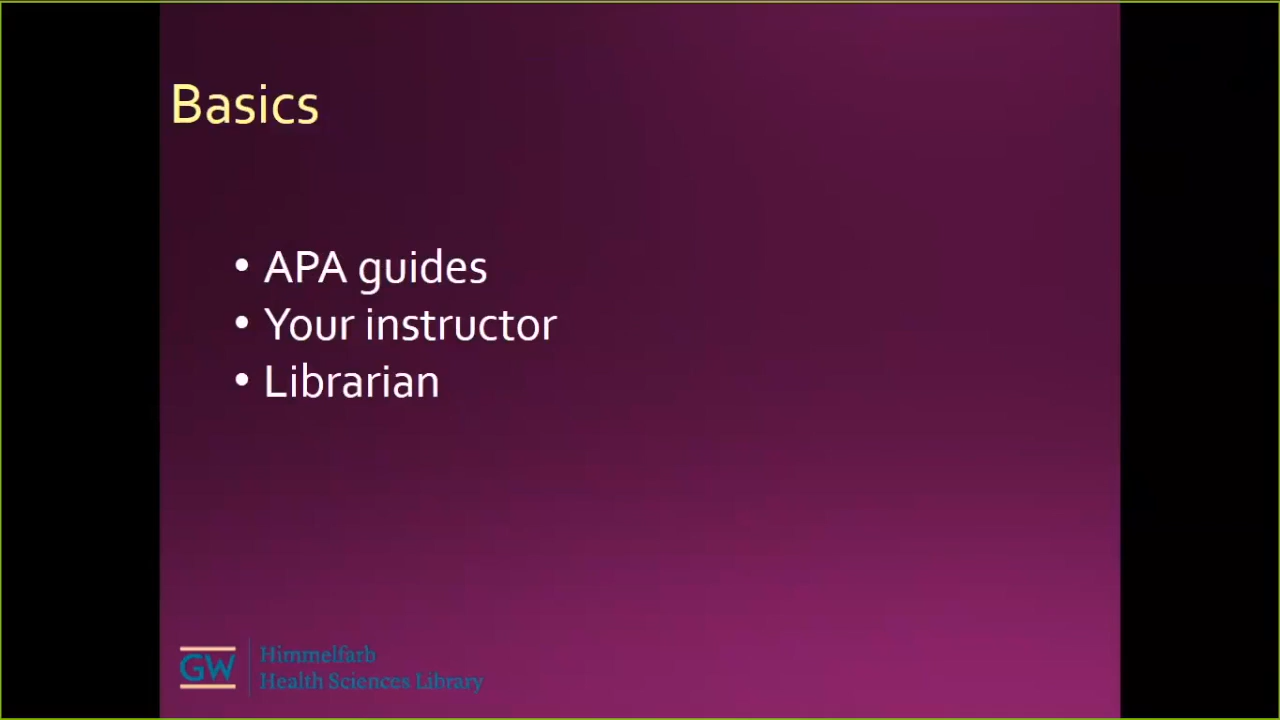 Basics
• APA guides
• Your instructor
• Librarian
GW
Himmelfarb
Health Sciences Library